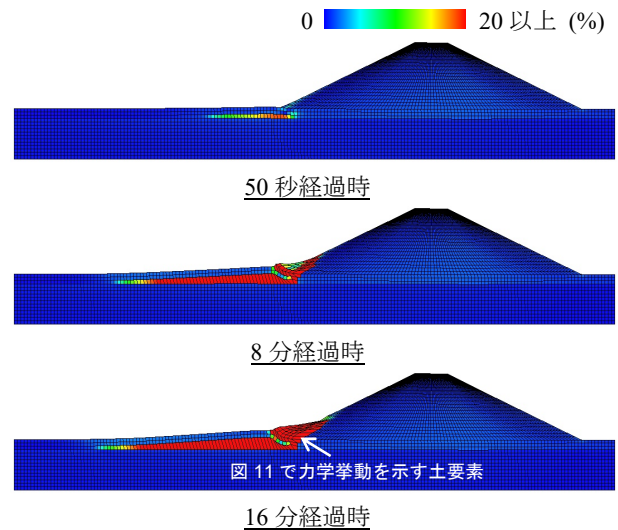 0 20 以上 (%)
50 秒経過時
8 分経過時
図 11 で力学挙動を示す土要素
16 分経過時